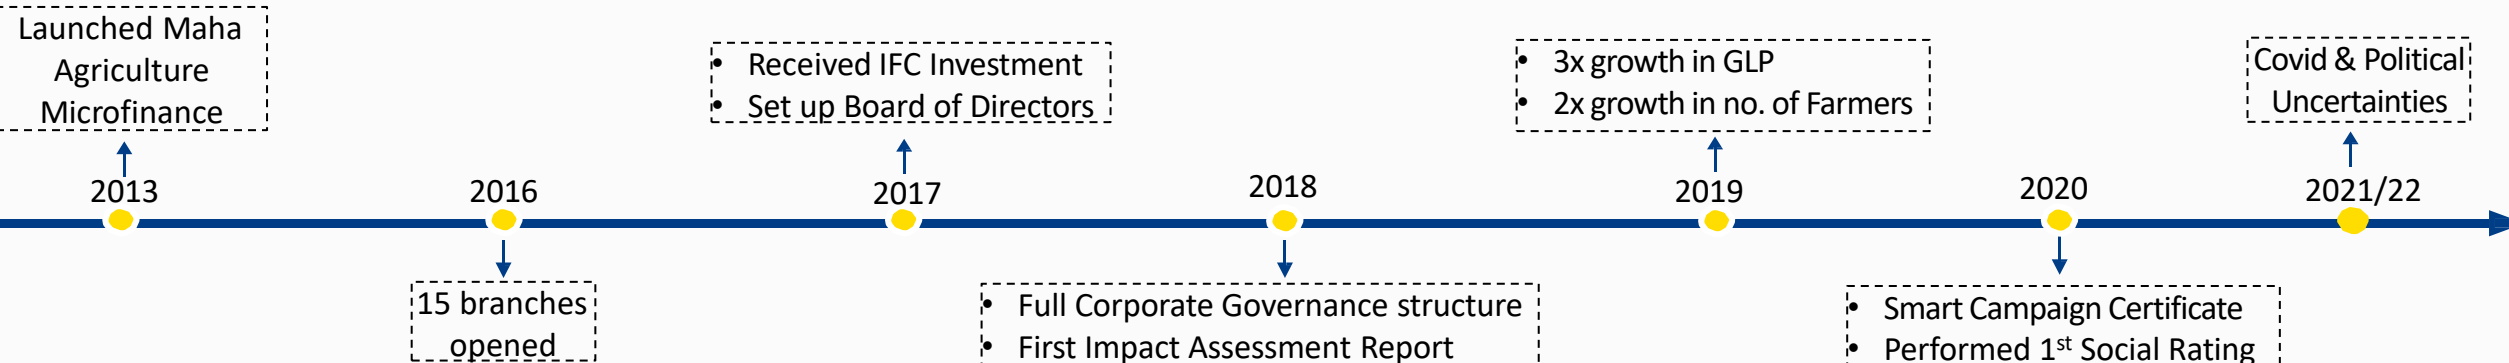 Launched Maha
Agriculture
Microfinance
2013
2016
15 branches
opened
• Received IFC Investment
• Set up Board of Directors
2017
2018
• Full Corporate Governance structure
• First Impact Assessment Report
• 3x growth in GLP
• 2x growth in no. of Farmers
2019
2020
• Smart Campaign Certificate
• Performed 1st Social Rating
Covid & Political
Uncertainties
2021/22